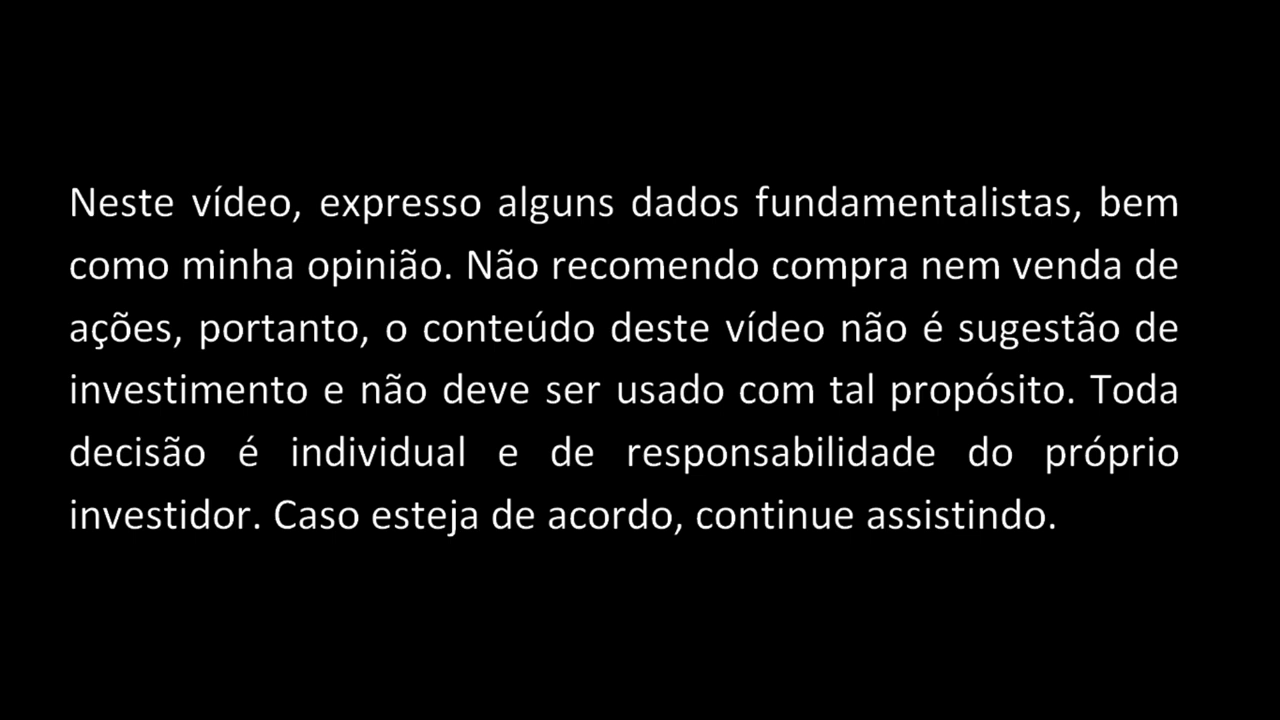 Neste vídeo, expresso alguns dados fundamentalistas, bem
como minha opinião. Não recomendo compra nem venda de
ações, portanto, o conteúdo deste vídeo não é sugestão de
investimento e não deve ser usado com tal propósito. Toda
decisão é individual e de responsabilidade do próprio
investidor. Caso esteja de acordo, continue assistindo.